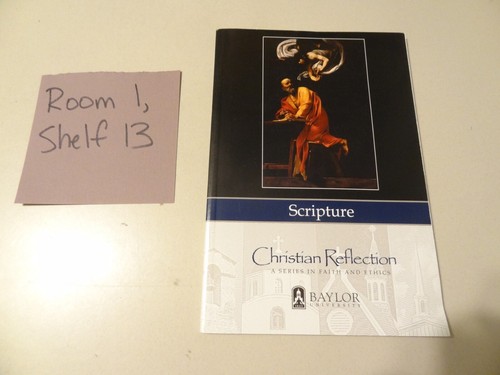 Room 1,
Shelf 13
Scripture
Christian Reflection
A SERIES IN FAITH AND ETHICS
BAYLOR
UNIVERSITY